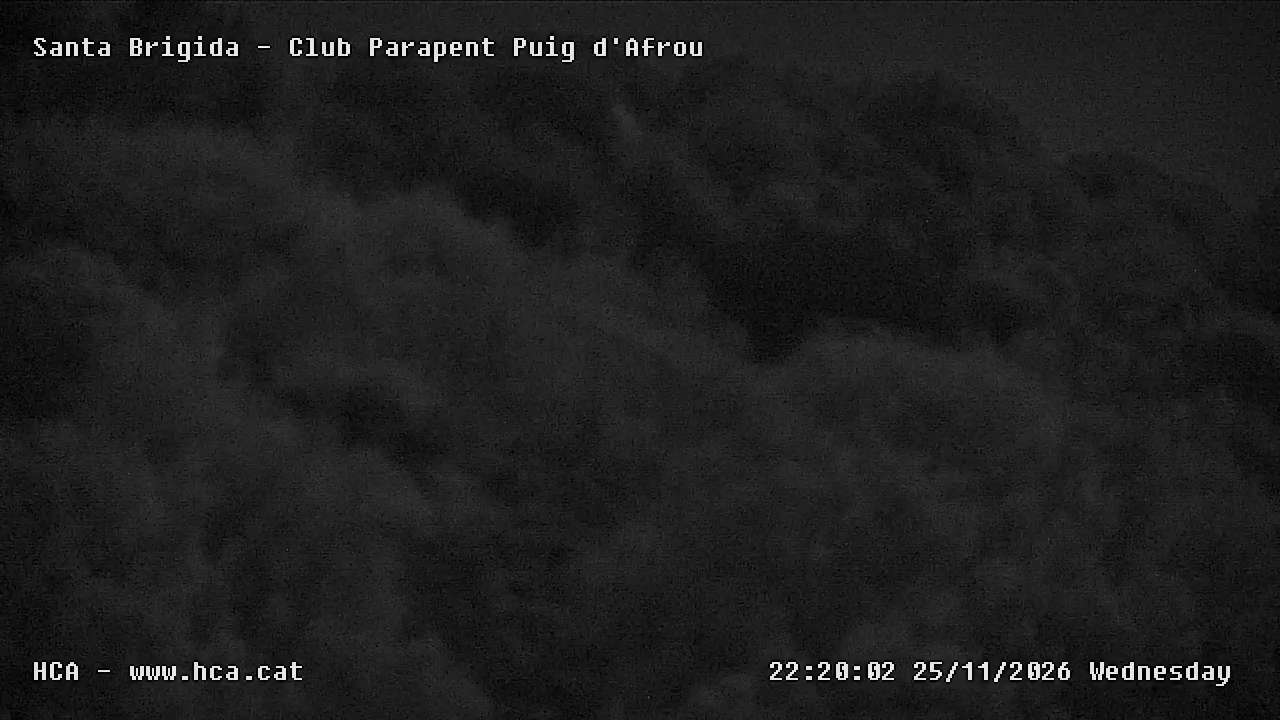 Santa Brigida - Club Parapent Puig d'Afrou
HCA - www.hca.cat
22:20:02 25/11/2026 Wednesday